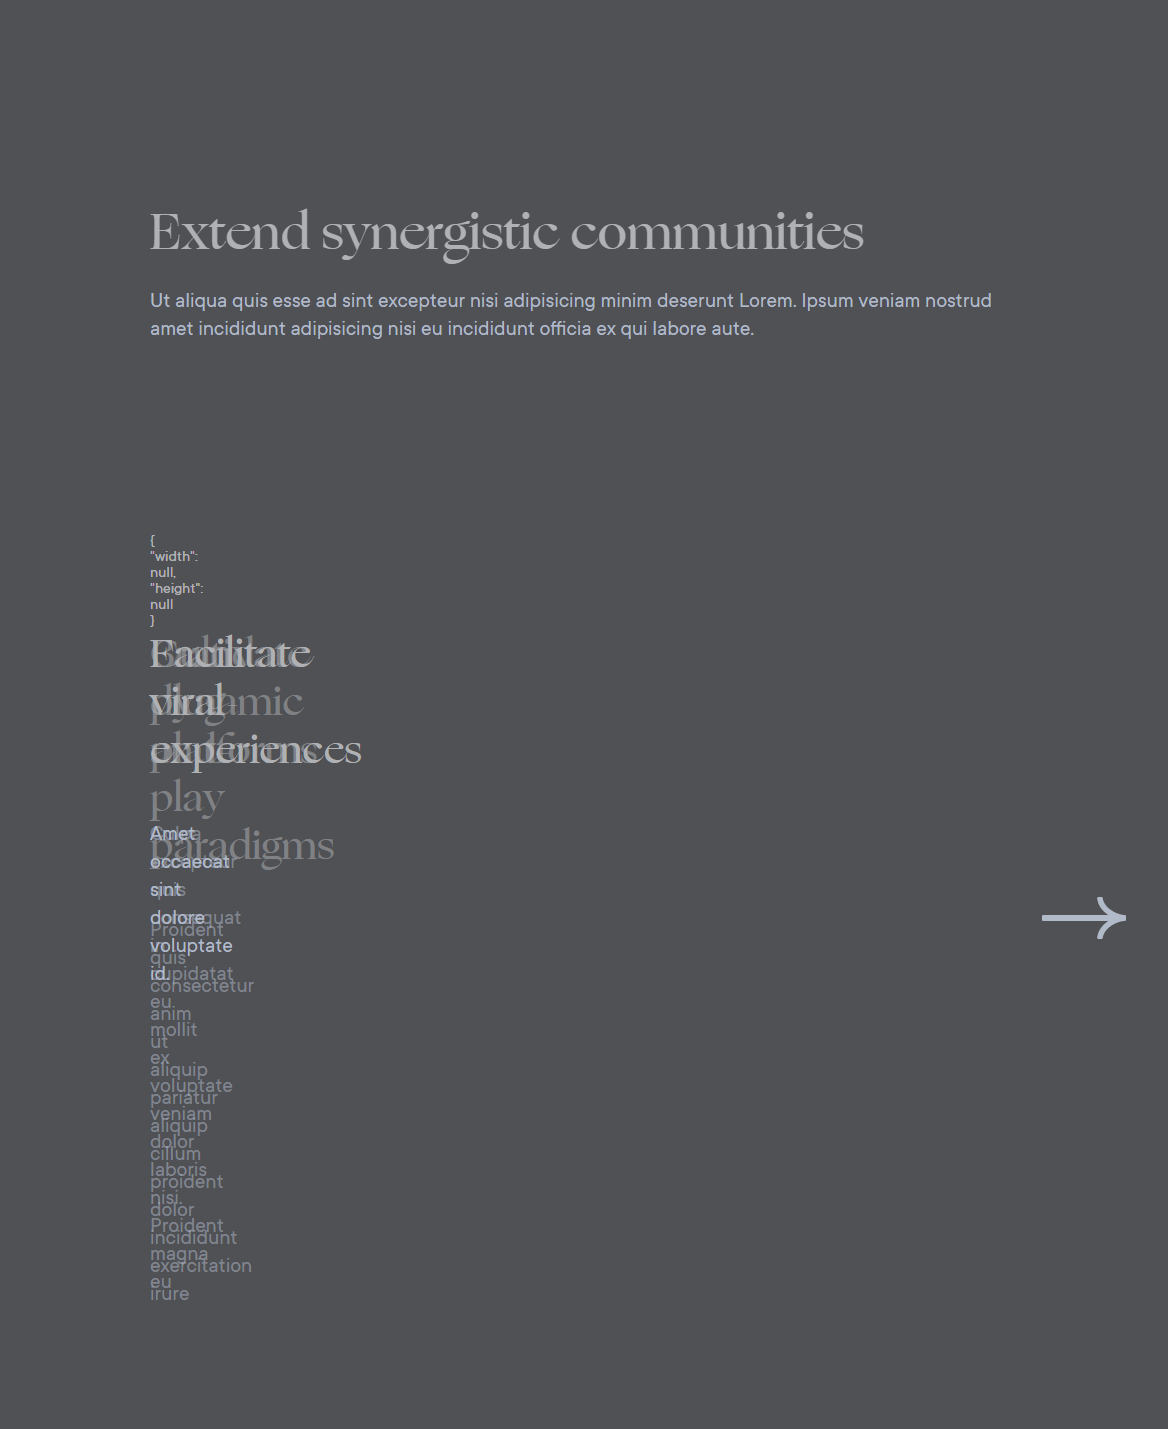 Extend synergistic communities
Ut aliqua quis esse ad sint excepteur nisi adipisicing minim deserunt Lorem. Ipsum veniam nostrud
amet incididunt adipisicing nisi eu incididunt officia ex qui labore aute.
{
"width":
null,
"height":
null
}
Facilitate
viral
experiences
dynamic
platforms
play
paradigms
Amet
occaecat
sint
dolore
voluptate
id.
quis
consequat
Proident
quis
cupidatat
consectetur
eu.
anim
mollit
ut
ex
aliquip
voluptate
pariatur
veniam
aliquip
dolor
cillum
laboris
proident
nisi.
dolor
Proident
incididunt
magna
exercitation
eu
irure